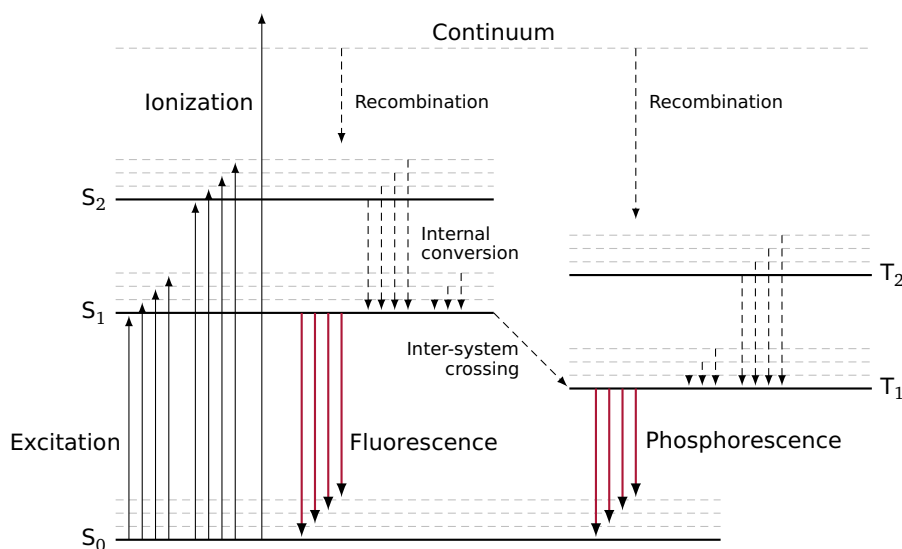 Continuum
Ionization
Recombination
Recombination
S2
Internal
conversion
T2
S1
Inter-system
crossing
T1
Excitation
Fluorescence
Phosphorescence
S0